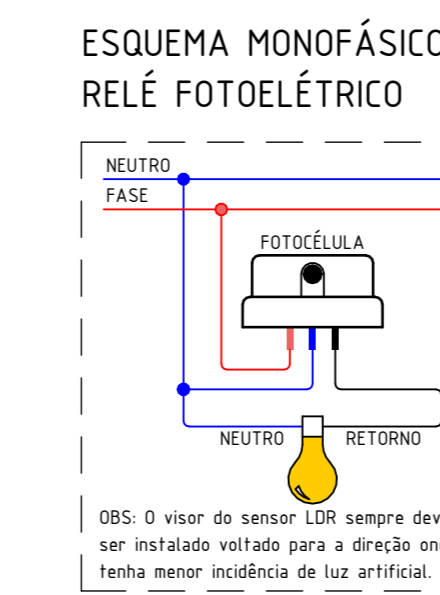 ESQUEMA MONOFÁSICO
RELÉ FOTOELÉTRICO
NEUTRO
FASE
FOTOCÉLULA
NEUTRO
RETORNO
OBS: O visor do sensor LDR sempre dev
ser instalado voltado para a direção on
tenha menor incidência de luz artificial.